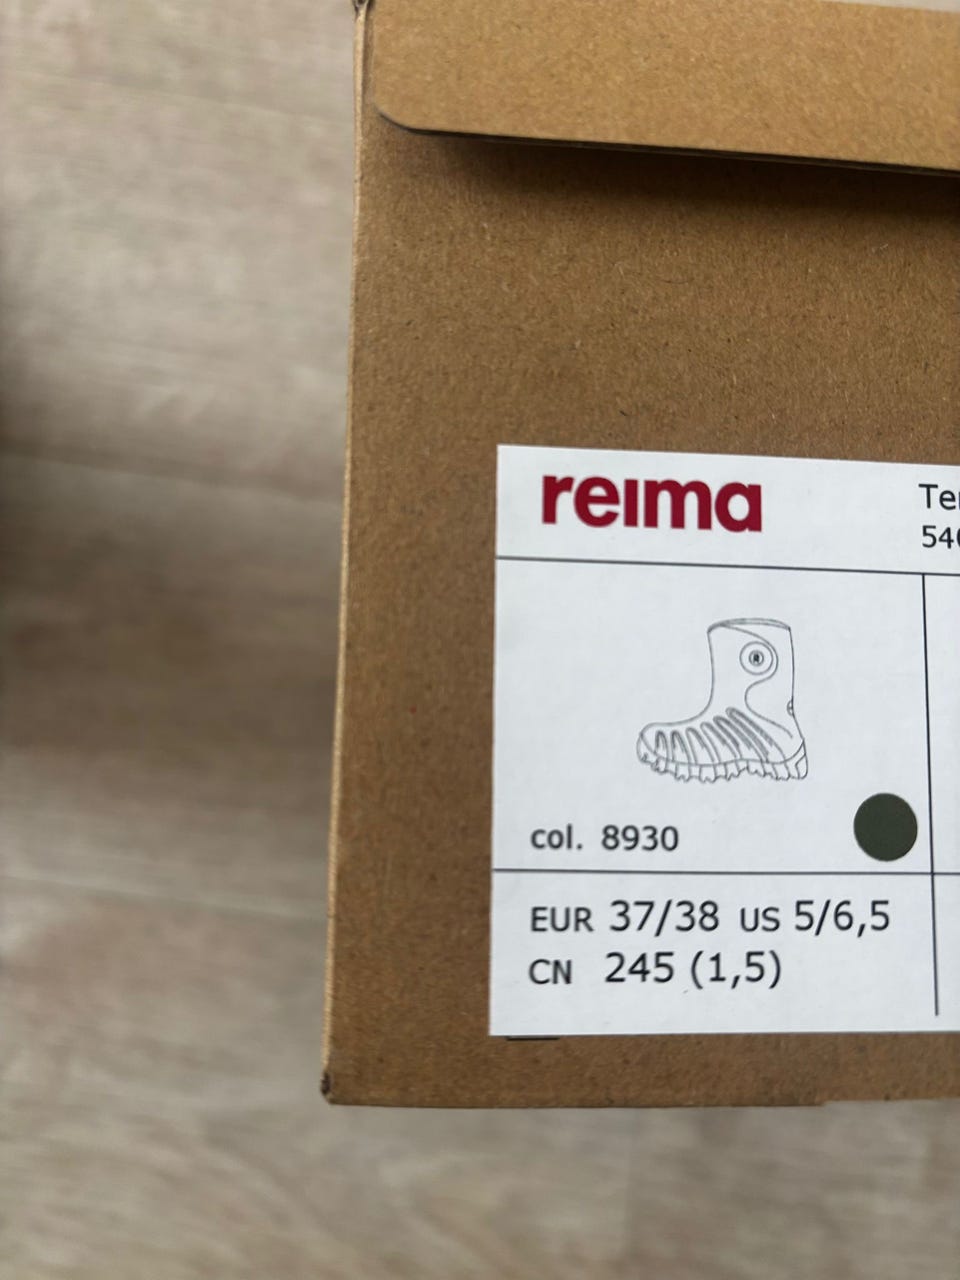 reima
col. 8930
EUR 37/38 US 5/6,5
CN 245 (1,5)